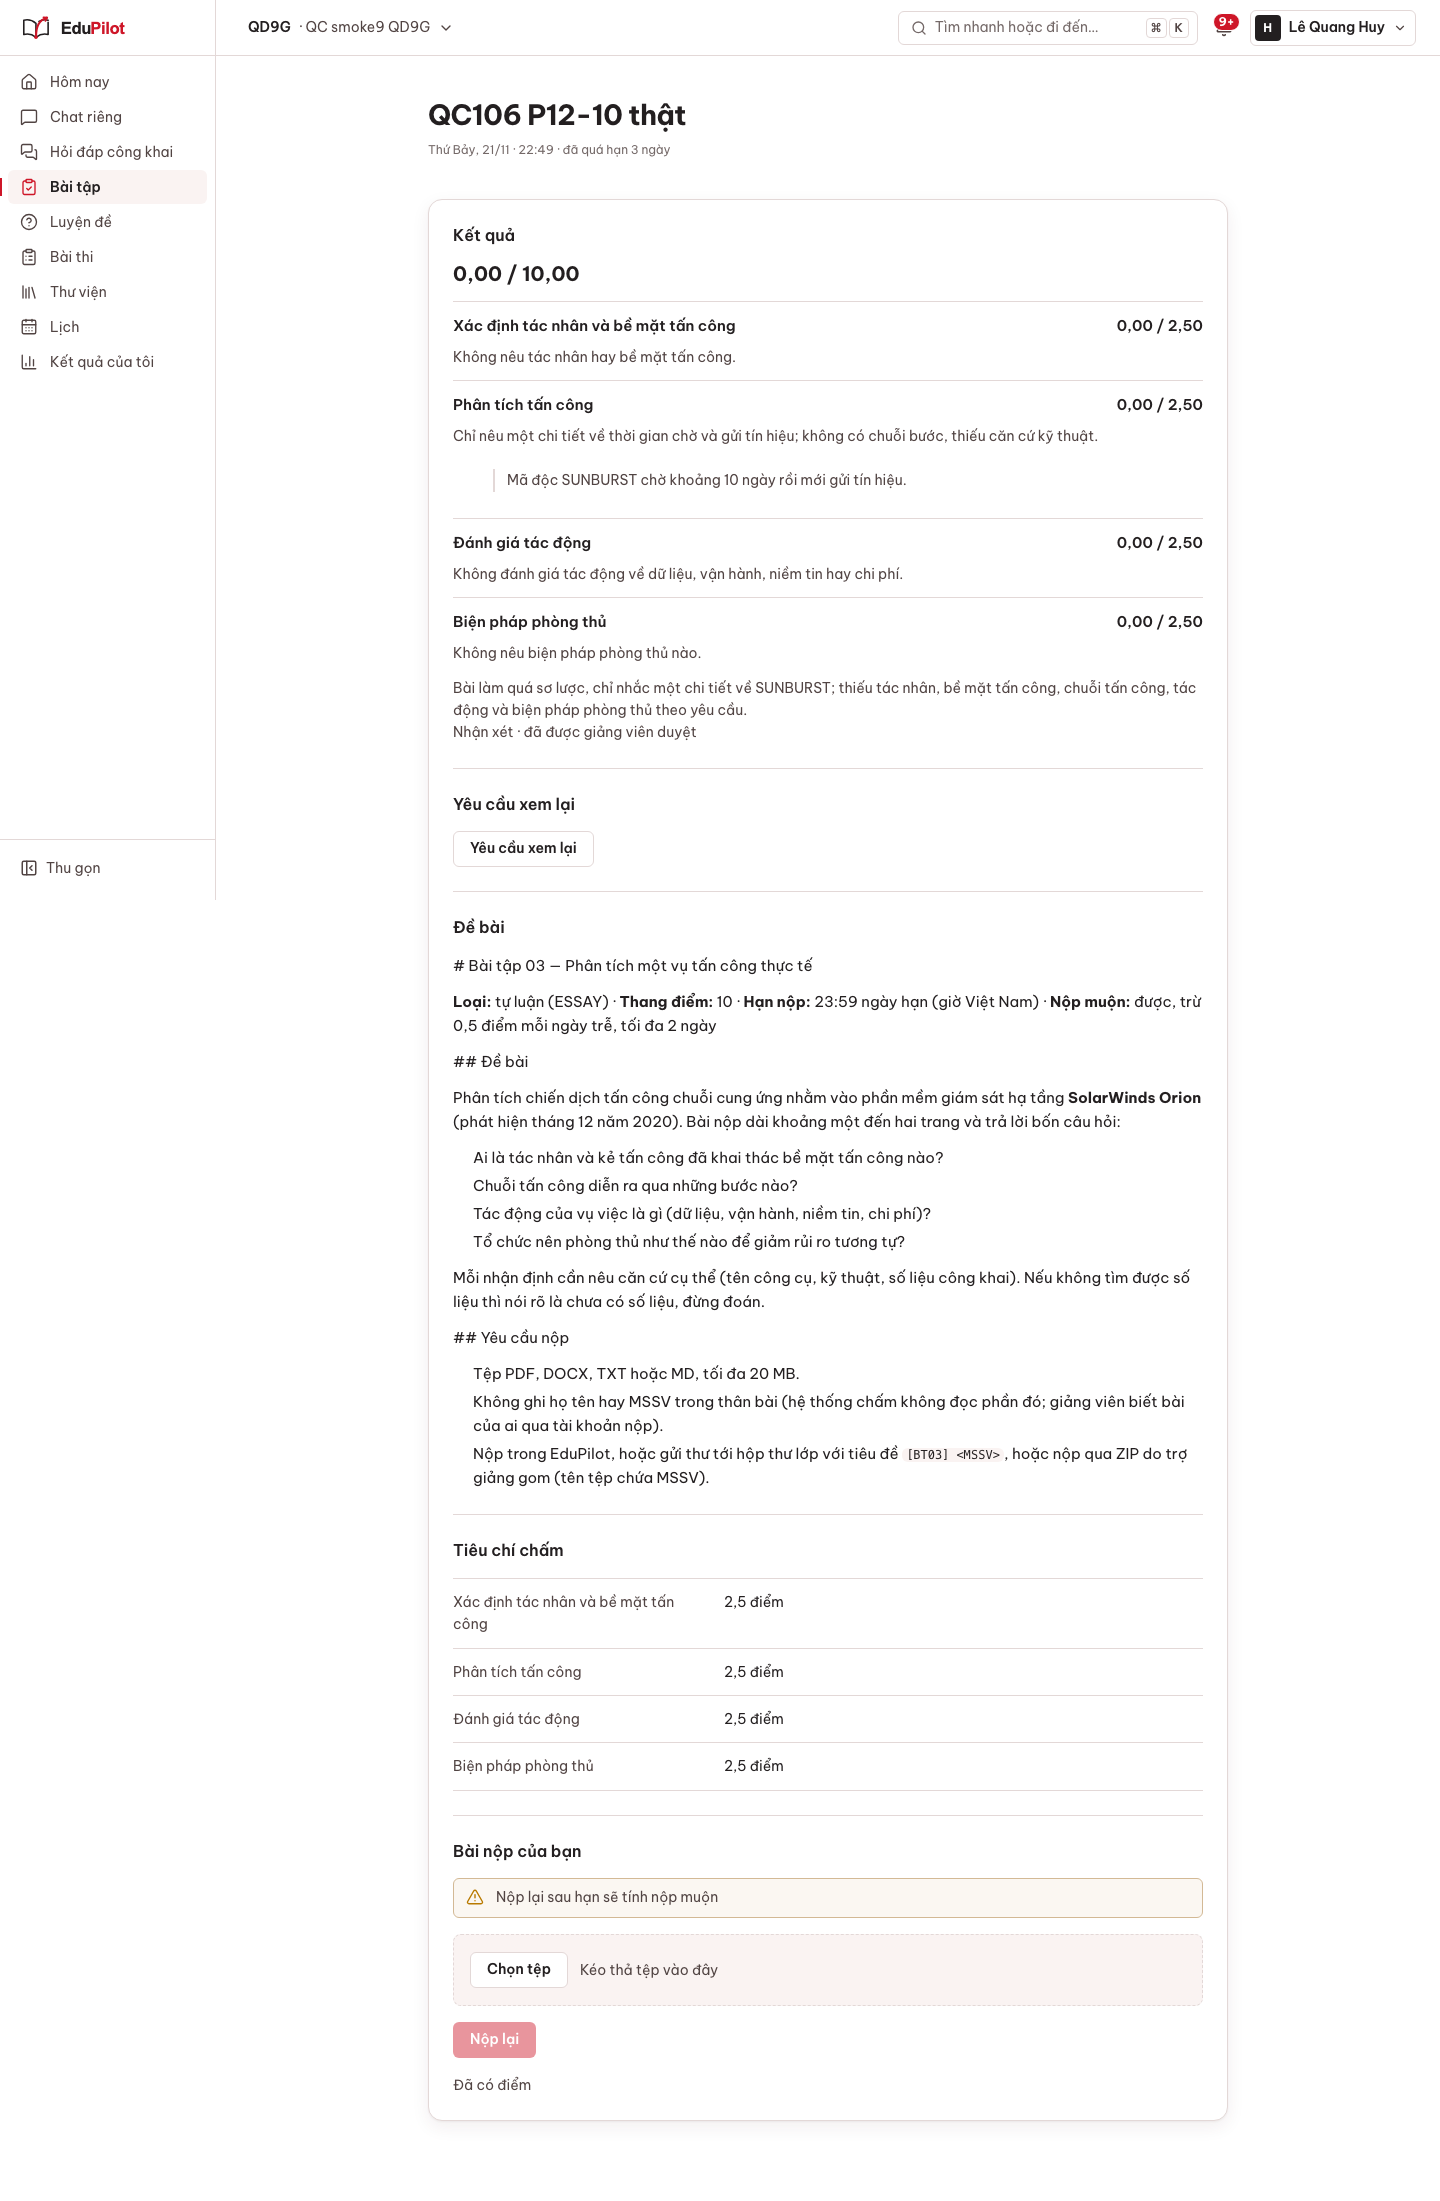 EduPilot
QD9G · QC smoke9 QD9G
Tìm nhanh hoặc đi đến...
⌘ K
9+
H
Lê Quang Huy
Hôm nay
Chat riêng
Hỏi đáp công khai
Bài tập
Luyện đề
Bài thi
Thư viện
Lịch
Kết quả của tôi
Thu gọn
QC106 P12-10 thật
Thứ Bảy, 21/11 · 22:49 · đã quá hạn 3 ngày
Kết quả
0,00 / 10,00
Xác định tác nhân và bề mặt tấn công 0,00 / 2,50
Không nêu tác nhân hay bề mặt tấn công.
Phân tích tấn công 0,00 / 2,50
Chỉ nêu một chi tiết về thời gian chờ và gửi tín hiệu; không có chuỗi bước, thiếu căn cứ kỹ thuật.
Mã độc SUNBURST chờ khoảng 10 ngày rồi mới gửi tín hiệu.
Đánh giá tác động 0,00 / 2,50
Không đánh giá tác động về dữ liệu, vận hành, niềm tin hay chi phí.
Biện pháp phòng thủ 0,00 / 2,50
Không nêu biện pháp phòng thủ nào.
Bài làm quá sơ lược, chỉ nhắc một chi tiết về SUNBURST; thiếu tác nhân, bề mặt tấn công, chuỗi tấn công, tác
động và biện pháp phòng thủ theo yêu cầu.
Nhận xét · đã được giảng viên duyệt
Yêu cầu xem lại
Yêu cầu xem lại
Đề bài
# Bài tập 03 — Phân tích một vụ tấn công thực tế
Loại: tự luận (ESSAY) · Thang điểm: 10 · Hạn nộp: 23:59 ngày hạn (giờ Việt Nam) · Nộp muộn: được, trừ
0,5 điểm mỗi ngày trễ, tối đa 2 ngày
## Đề bài
Phân tích chiến dịch tấn công chuỗi cung ứng nhằm vào phần mềm giám sát hạ tầng SolarWinds Orion
(phát hiện tháng 12 năm 2020). Bài nộp dài khoảng một đến hai trang và trả lời bốn câu hỏi:
Ai là tác nhân và kẻ tấn công đã khai thác bề mặt tấn công nào?
Chuỗi tấn công diễn ra qua những bước nào?
Tác động của vụ việc là gì (dữ liệu, vận hành, niềm tin, chi phí)?
Tổ chức nên phòng thủ như thế nào để giảm rủi ro tương tự?
Mỗi nhận định cần nêu căn cứ cụ thể (tên công cụ, kỹ thuật, số liệu công khai). Nếu không tìm được số
liệu thì nói rõ là chưa có số liệu, đừng đoán.
## Yêu cầu nộp
Tệp PDF, DOCX, TXT hoặc MD, tối đa 20 MB.
Không ghi họ tên hay MSSV trong thân bài (hệ thống chấm không đọc phần đó; giảng viên biết bài
của ai qua tài khoản nộp).
Nộp trong EduPilot, hoặc gửi thư tới hộp thư lớp với tiêu đề [BT03] <MSSV>, hoặc nộp qua ZIP do trợ
giảng gom (tên tệp chứa MSSV).
Tiêu chí chấm
Xác định tác nhân và bề mặt tấn 2,5 điểm
công
Phân tích tấn công 2,5 điểm
Đánh giá tác động 2,5 điểm
Biện pháp phòng thủ 2,5 điểm
Bài nộp của bạn
Nộp lại sau hạn sẽ tính nộp muộn
Chọn tệp Kéo thả tệp vào đây
Nộp lại
Đã có điểm